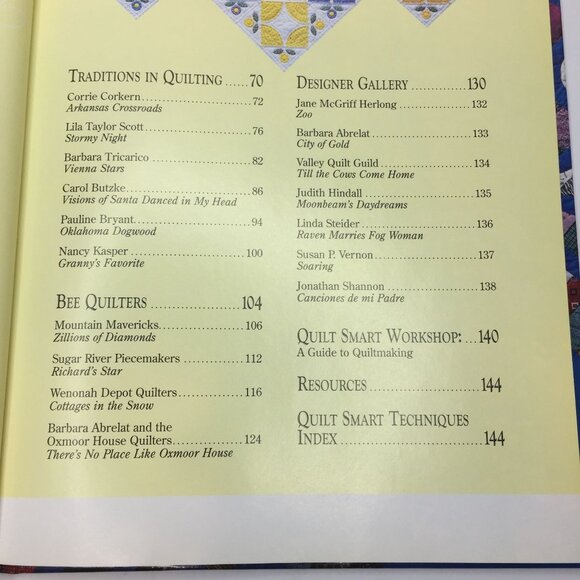 TRADITIONS IN QUILTING ......70
Corrie Corkern..........................72
Arkansas Crossroads
Lila Taylor Scott.........................76
Stormy Night
Barbara Tricarico .......................82
Vienna Stars
Carol Butzke.............................86
Visions of Santa Danced in My Head
Pauline Bryant...........................94
Oklahoma Dogwood
Nancy Kasper ..........................100
Granny's Favorite
BEE QUILTERS ....................104
Mountain Mavericks...................106
Zillions of Diamonds
Sugar River Piecemakers ..............112
Richard's Star
Wenonah Depot Quilters...............116
Cottages in the Snow
Barbara Abrelat and the
Oxmoor House Quilters................124
There's No Place Like Oxmoor House
DESIGNER GALLERY ............130
Jane McGriff Herlong .................132
Zoo
Barbara Abrelat........................133
City of Gold
Valley Quilt Guild .....................134
Till the Cows Come Home
Judith Hindall .........................135
Moonbeam's Daydreams
Linda Steider ..........................136
Raven Marries Fog Woman
Susan P. Vernon.......................137
Soaring
Jonathan Shannon ....................138
Canciones de mi Padre
QUILT SMART WORKSHOP: ...140
A Guide to Quiltmaking
RESOURCES ........................144
QUILT SMART TECHNIQUES
INDEX ................................144